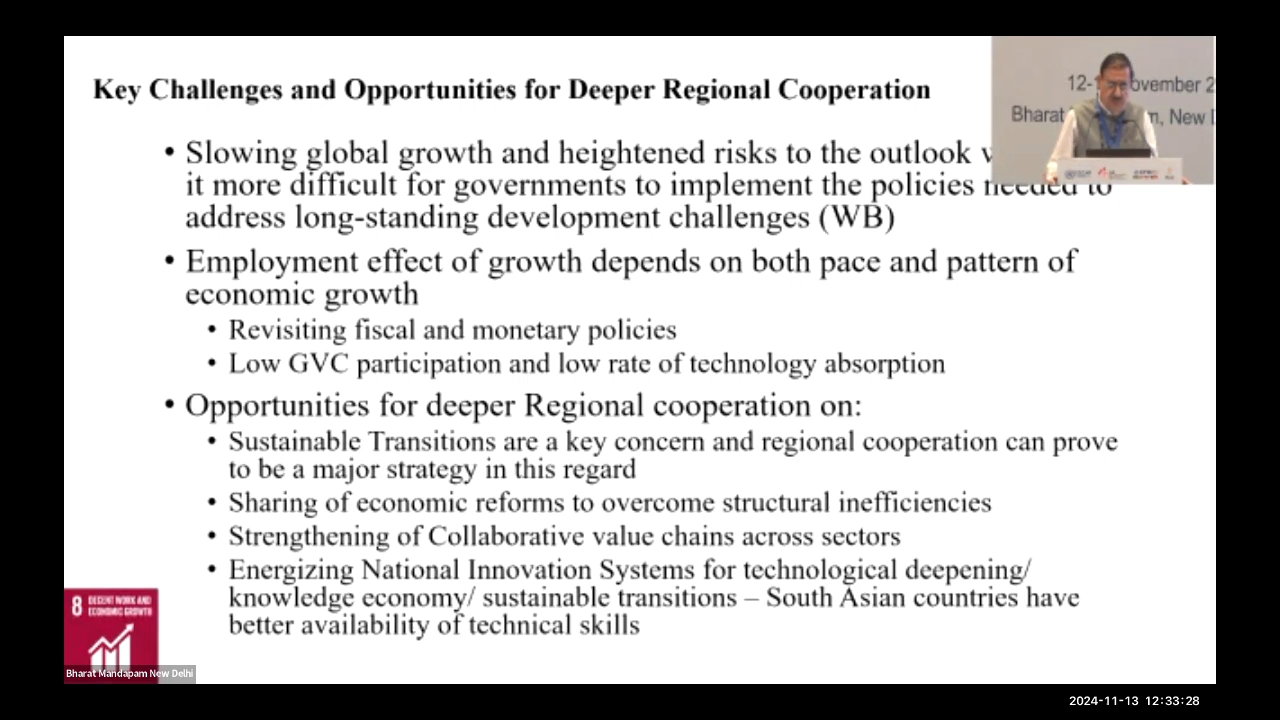 Key Challenges and Opportunities for Deeper Regional Cooperation
12- ovember 2
Bharat m, New
• Slowing global growth and heightened risks to the outlook
it more difficult for governments to implement the policies needed to
address long-standing development challenges (WB)
• Employment effect of growth depends on both pace and pattern of
economic growth
• Revisiting fiscal and monetary policies
• Low GVC participation and low rate of technology absorption
• Opportunities for deeper Regional cooperation on:
• Sustainable Transitions are a key concern and regional cooperation can prove
to be a major strategy in this regard
• Sharing of economic reforms to overcome structural inefficiencies
• Strengthening of Collaborative value chains across sectors
• Energizing National Innovation Systems for technological deepening/
knowledge economy/ sustainable transitions – South Asian countries have
better availability of technical skills
8 DECENT WORK AND
ECONOMIC GROWTH
Bharat Mandapam New Delhi
2024-11-13 12:33:28